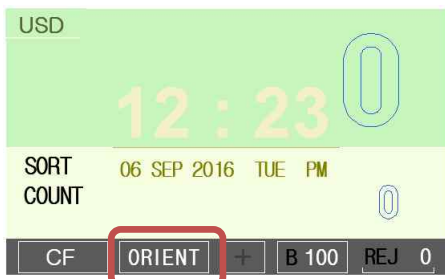 USD
0
12 : 23
SORT 06 SEP 2016 TUE PM
COUNT 0
CF ORIENT + B 100 REJ 0